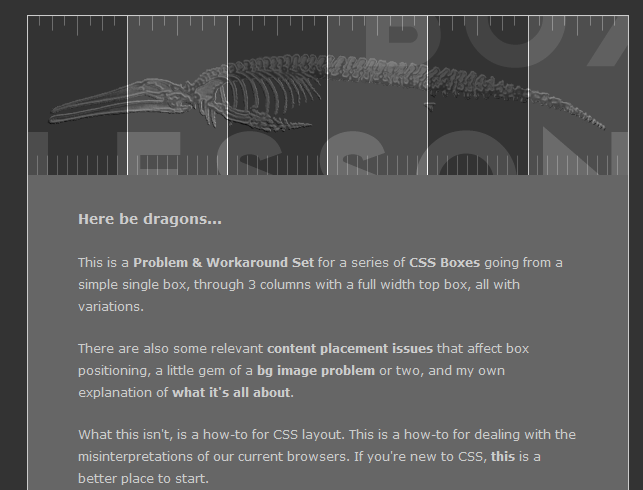 BOX
LESSON
Here be dragons...
This is a Problem & Workaround Set for a series of CSS Boxes going from a
simple single box, through 3 columns with a full width top box, all with
variations.
There are also some relevant content placement issues that affect box
positioning, a little gem of a bg image problem or two, and my own
explanation of what it's all about.
What this isn't, is a how-to for CSS layout. This is a how-to for dealing with the
misinterpretations of our current browsers. If you're new to CSS, this is a
better place to start.